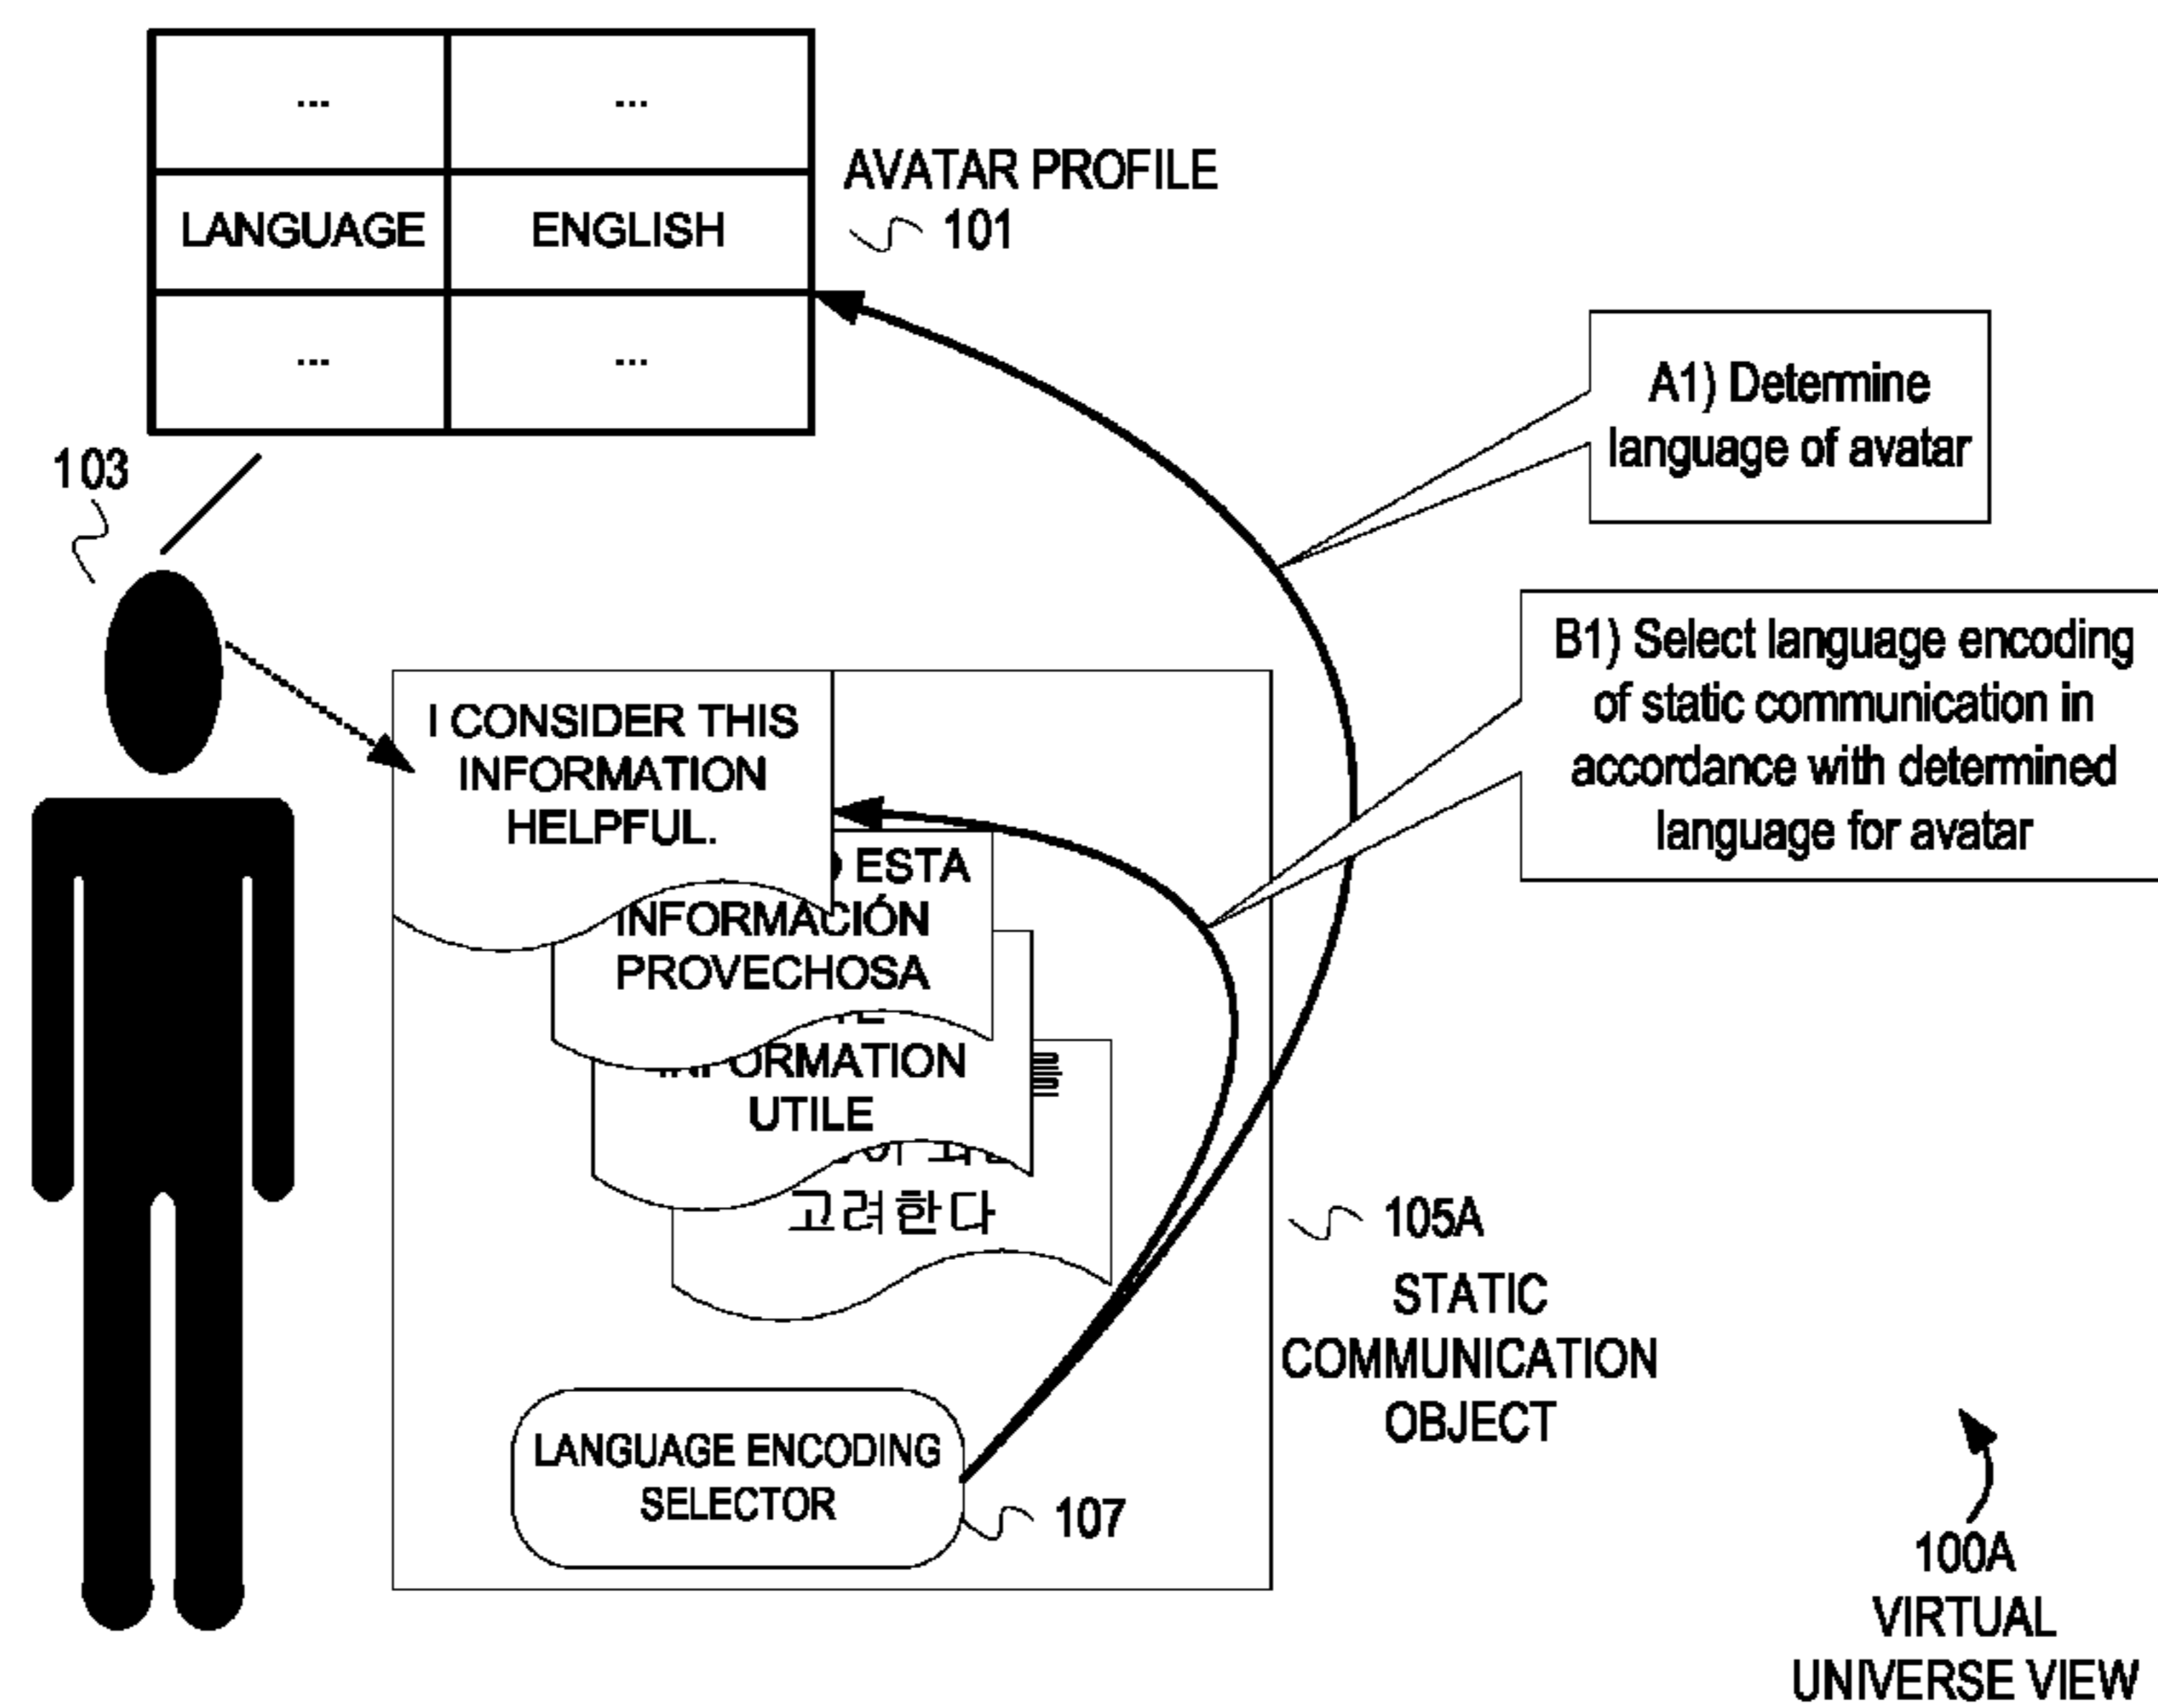 ... ...
LANGUAGE ENGLISH
... ...
AVATAR PROFILE
101
103
A1) Determine
language of avatar
B1) Select language encoding
of static communication in
accordance with determined
language for avatar
I CONSIDER THIS
INFORMATION
HELPFUL.
ESTA
INFORMACIÓN
PROVECHOSA
INFORMATION
UTILE
고려한다
LANGUAGE ENCODING
SELECTOR
107
105A
STATIC
COMMUNICATION
OBJECT
100A
VIRTUAL
UNIVERSE VIEW